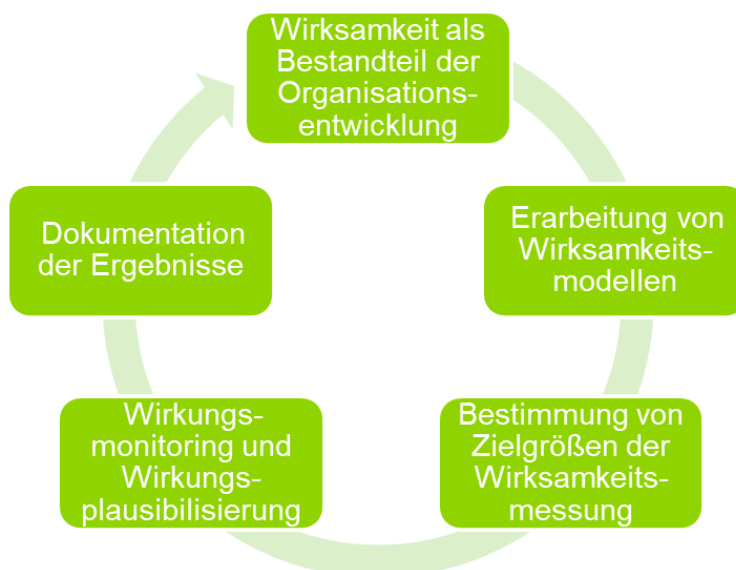 Wirksamkeit als
Bestandteil der
Organisations-
entwicklung
Erarbeitung von
Wirksamkeits-
modellen
Bestimmung von
Zielgrößen der
Wirksamkeits-
messung
Wirkungs-
monitoring und
Wirkungs-
plausibilisierung
Dokumentation
der Ergebnisse